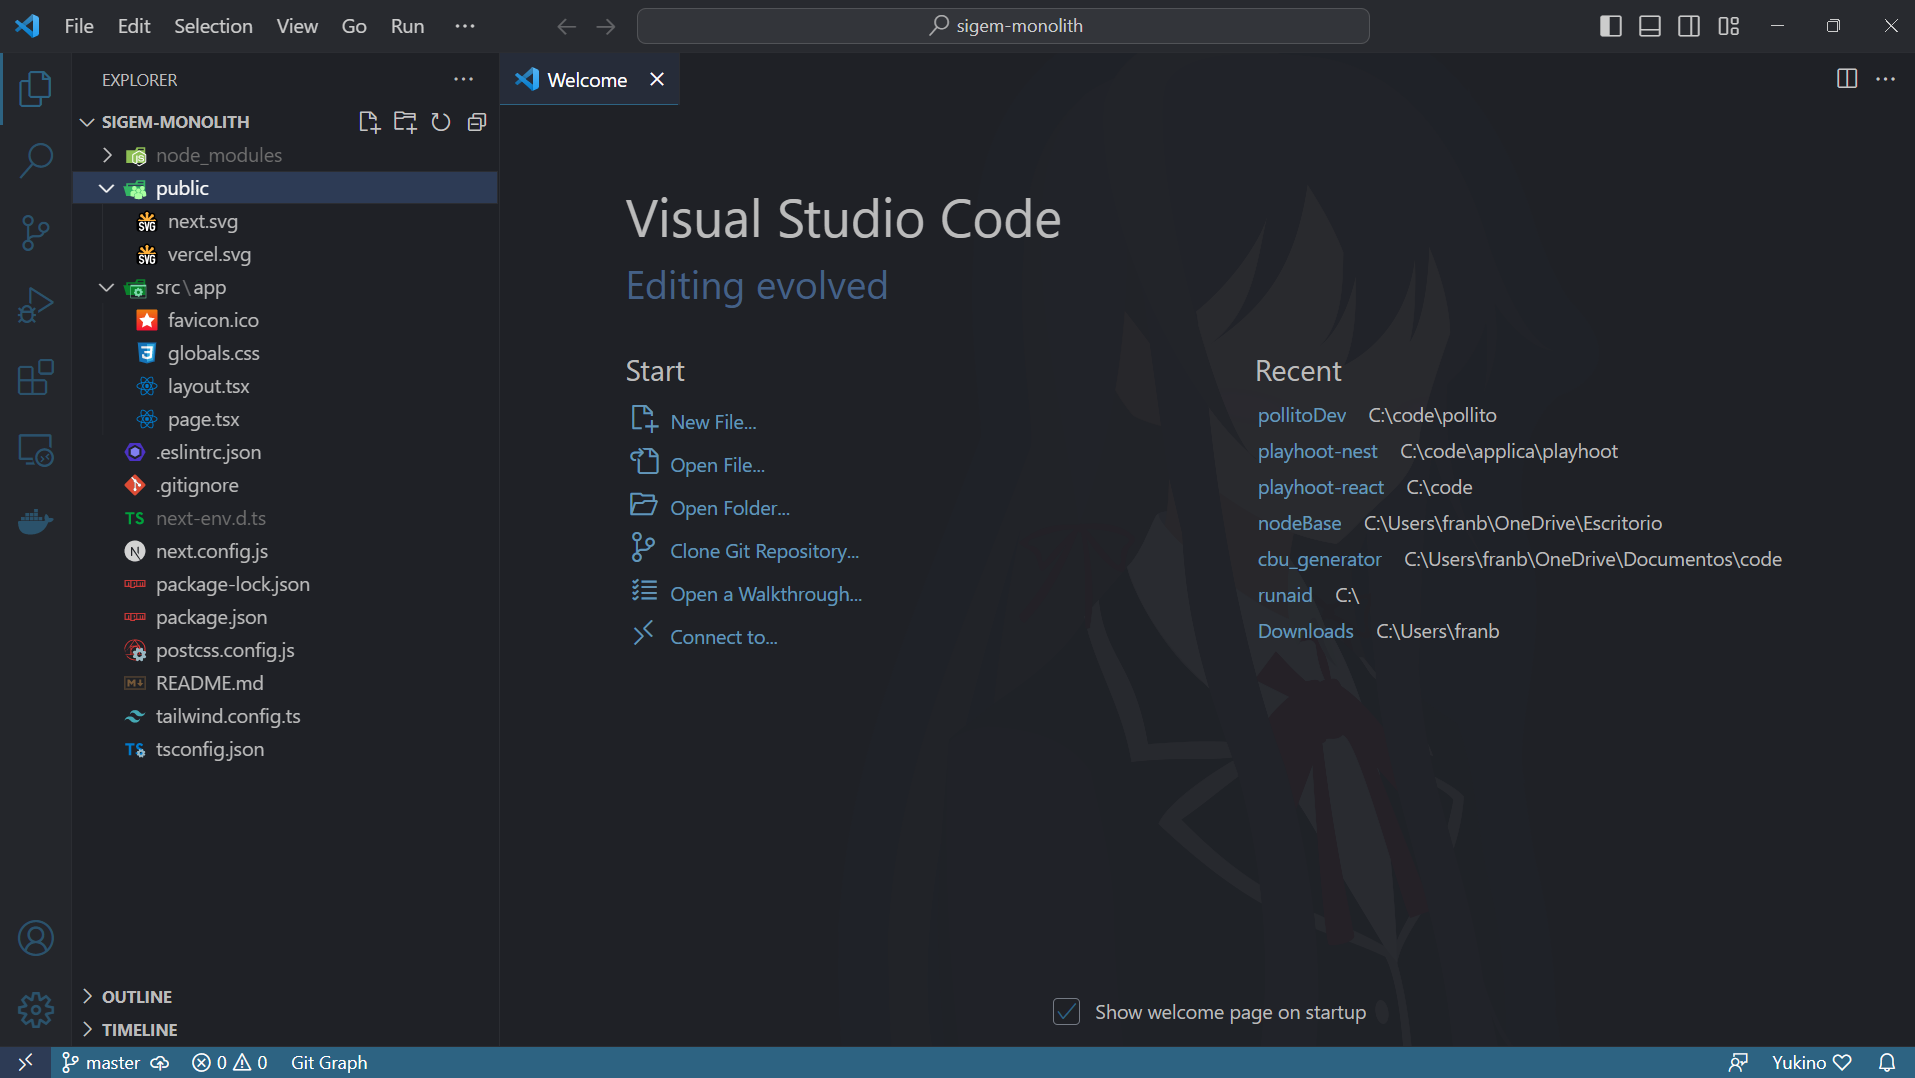 File Edit Selection View Go Run
sigem-monolith
EXPLORER
Welcome
SIGEM-MONOLITH
node_modules
public
next.svg
vercel.svg
src\app
favicon.ico
globals.css
layout.tsx
page.tsx
.eslintrc.json
.gitignore
TS next-env.d.ts
next.config.js
package-lock.json
package.json
postcss.config.js
README.md
tailwind.config.ts
TS tsconfig.json
OUTLINE
TIMELINE
Visual Studio Code
Editing evolved
Start
New File...
Open File...
Open Folder...
Clone Git Repository...
Open a Walkthrough...
Connect to...
Recent
pollitoDev C:\code\pollito
playhoot-nest C:\code\applica\playhoot
playhoot-react C:\code
nodeBase C:\Users\franb\OneDrive\Escritorio
cbu_generator C:\Users\franb\OneDrive\Documentos\code
runaid C:\
Downloads C:\Users\franb
Show welcome page on startup
master 0 0 Git Graph
Yukino